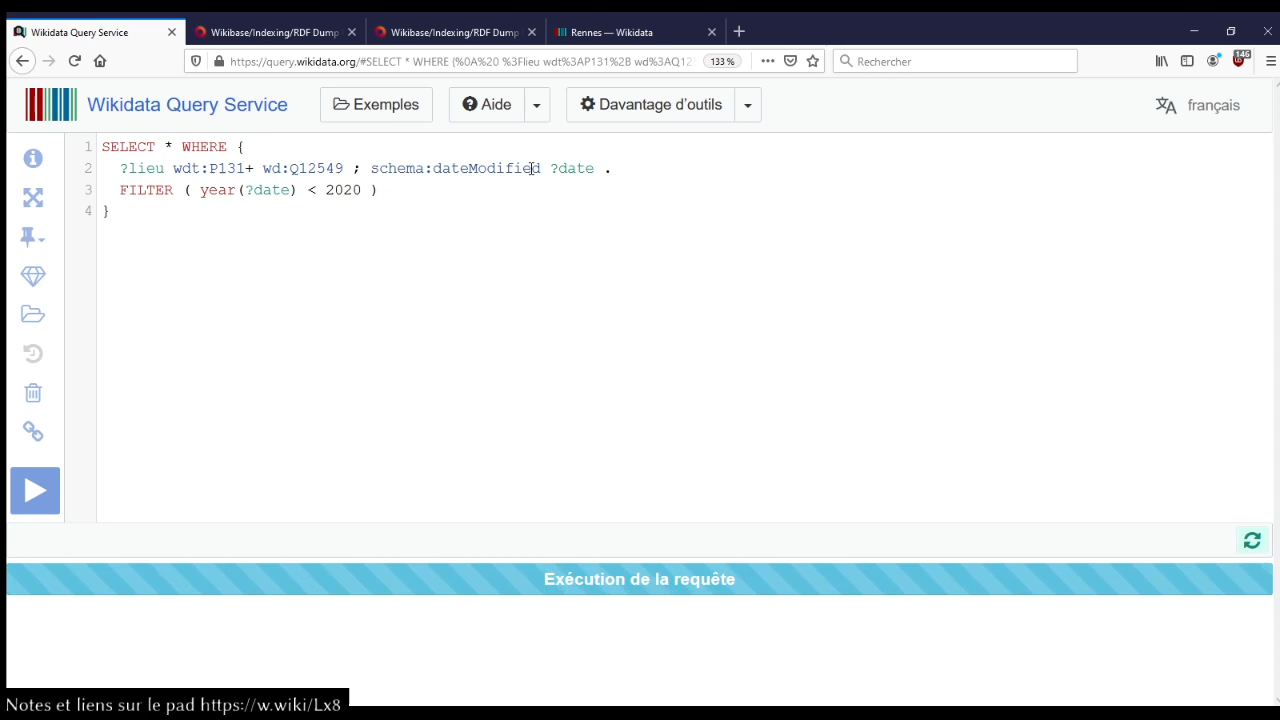 Wikidata Query Service
Wikibase/Indexing/RDF Dump
Wikibase/Indexing/RDF Dump
Rennes — Wikidata
https://query.wikidata.org/#SELECT * WHERE {%0A%20 %3Flieu wdt%3AP131%2B wd%3AQ125
133 %
Rechercher
146
Wikidata Query Service
Exemples
Aide
Davantage d'outils
français
1 SELECT * WHERE {
2 ?lieu wdt:P131+ wd:Q12549 ; schema:dateModified ?date .
3 FILTER ( year(?date) < 2020 )
4 }
Exécution de la requête
Notes et liens sur le pad https://w.wiki/Lx8